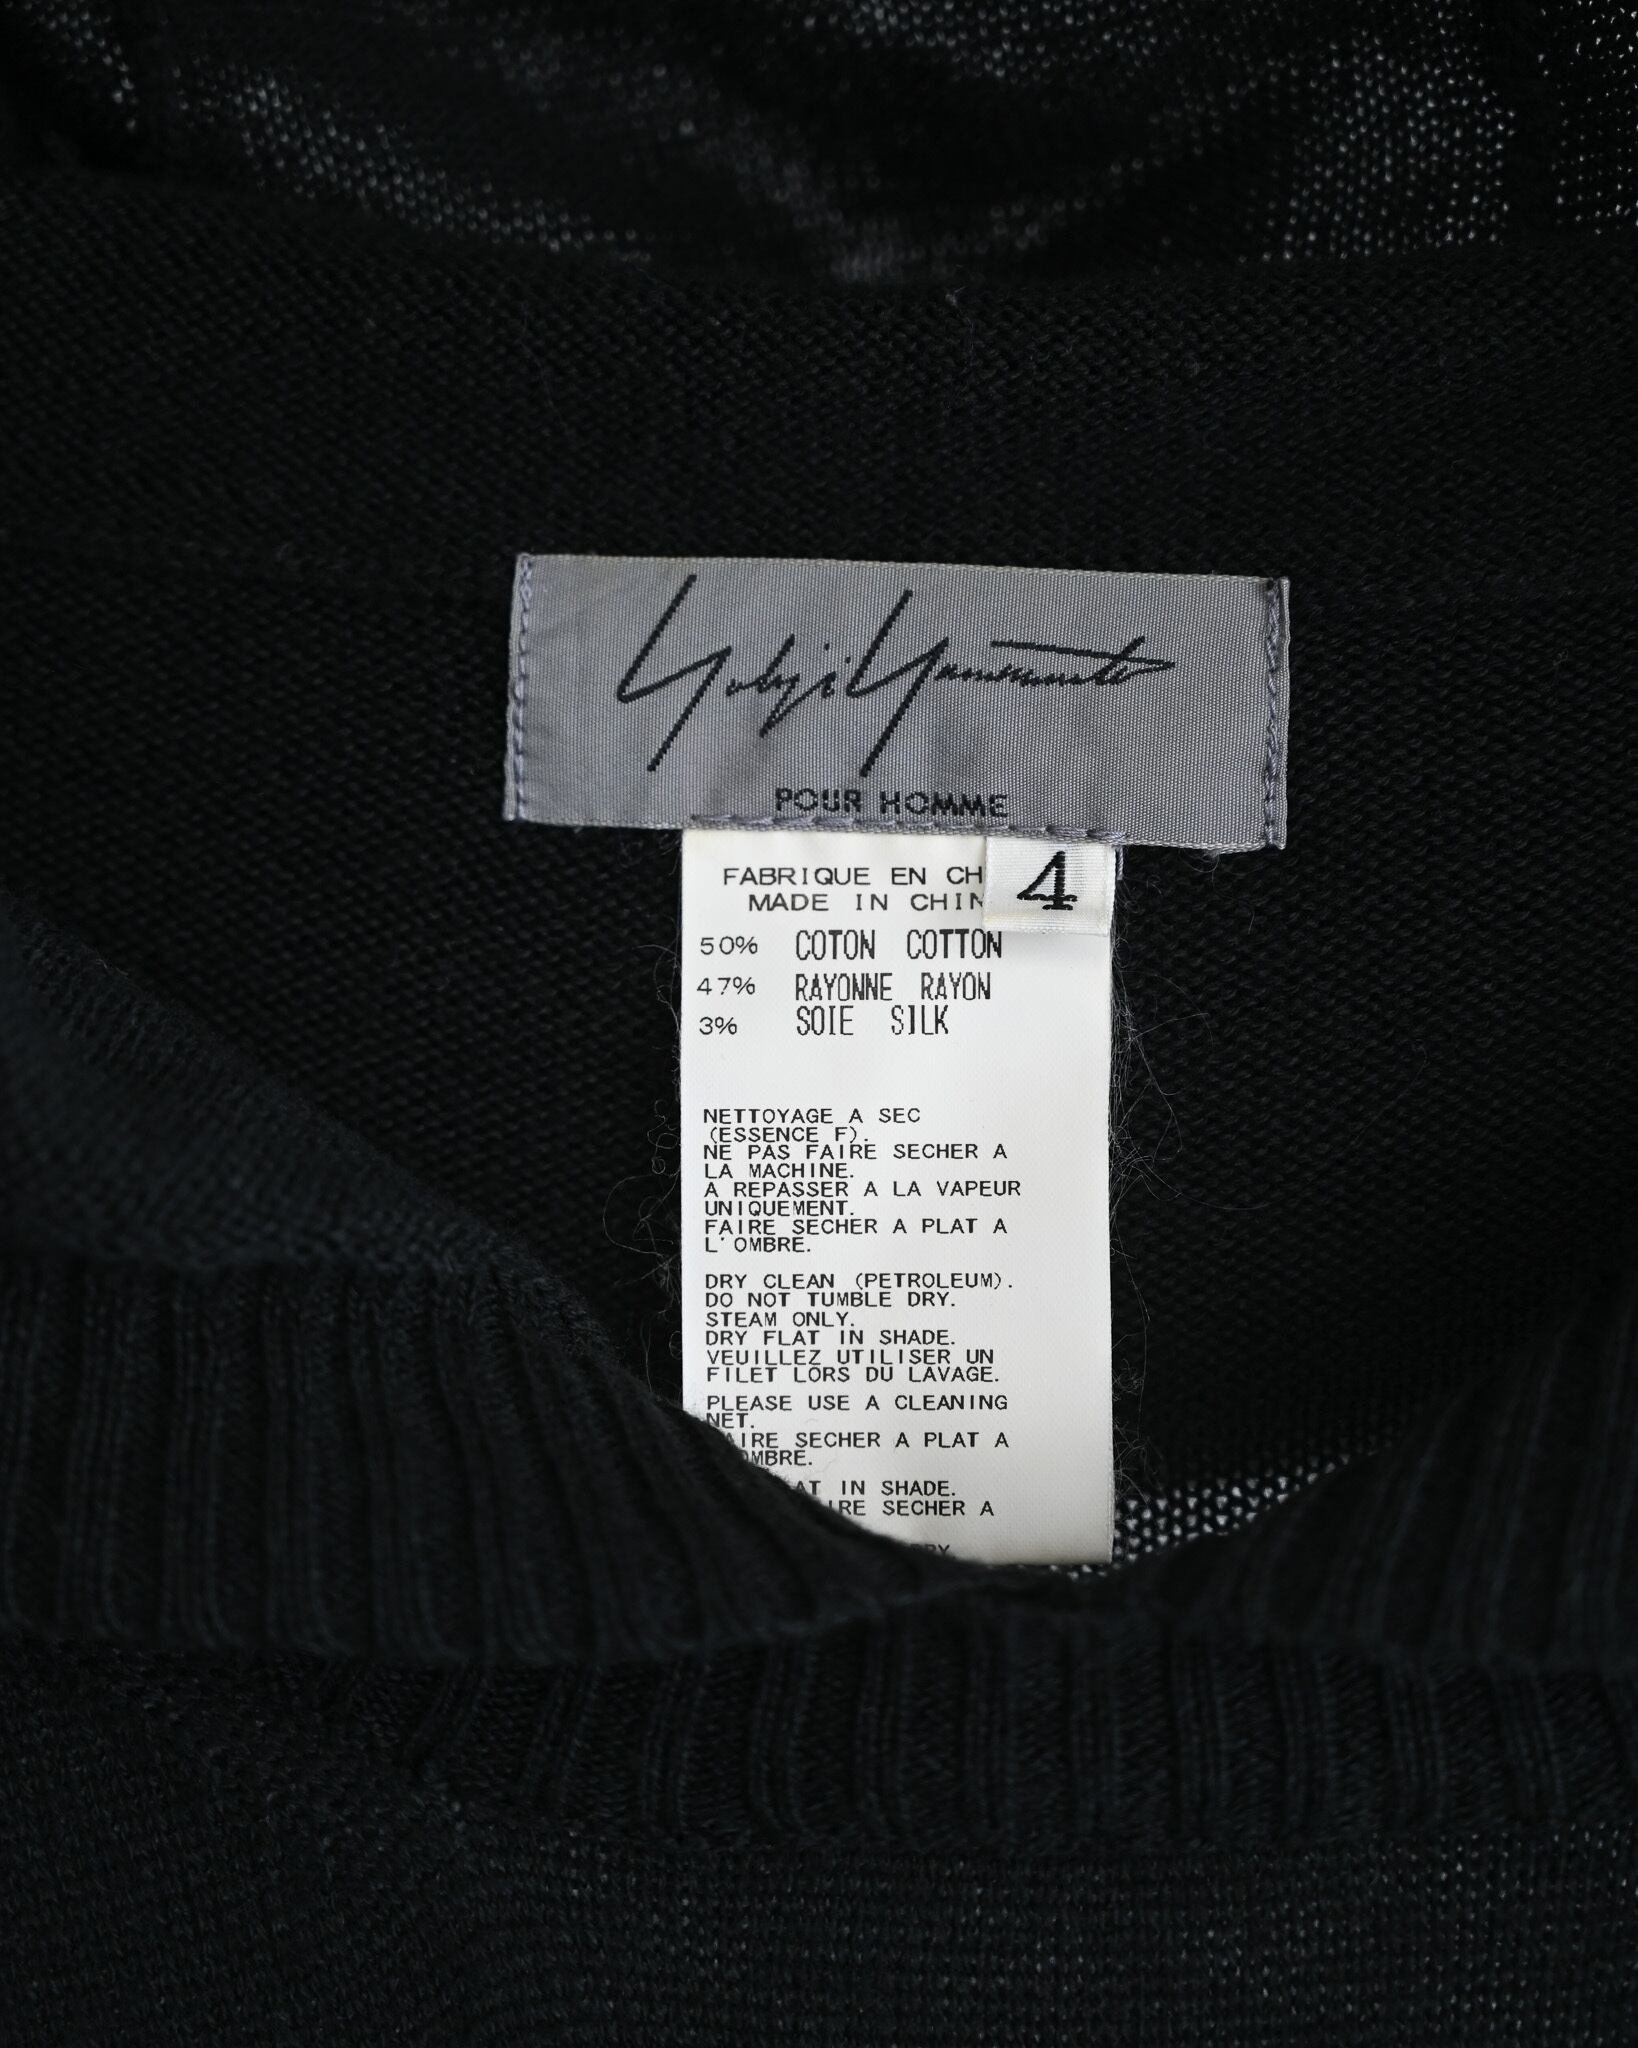 Yohji Yamamoto
POUR HOMME
4
FABRIQUE EN CH
MADE IN CHIN
50% COTON COTTON
47% RAYONNE RAYON
3% SOIE SILK
NETTOYAGE A SEC
(ESSENCE F).
NE PAS FAIRE SECHER A
LA MACHINE.
A REPASSER A LA VAPEUR
UNIQUEMENT.
FAIRE SECHER A PLAT A
L'OMBRE.
DRY CLEAN (PETROLEUM).
DO NOT TUMBLE DRY.
STEAM ONLY.
DRY FLAT IN SHADE.
VEUILLEZ UTILISER UN
FILET LORS DU LAVAGE.
PLEASE USE A CLEANING
NET.
AIRE SECHER A PLAT A
OMBRE.
AT IN SHADE.
IRE SECHER A